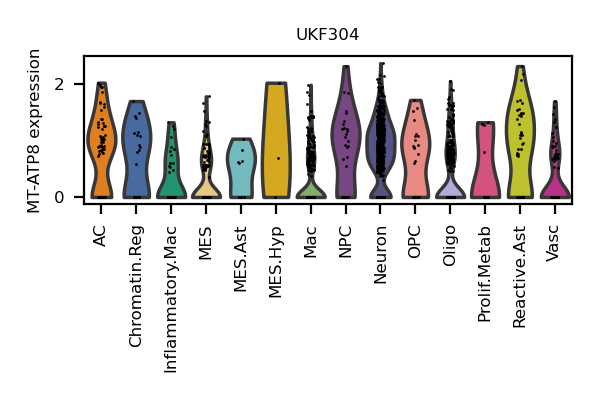 UKF304
MT-ATP8 expression
2
0
AC
Chromatin.Reg
Inflammatory.Mac
MES
MES.Ast
MES.Hyp
Mac
NPC
Neuron
OPC
Oligo
Prolif.Metab
Reactive.Ast
Vasc